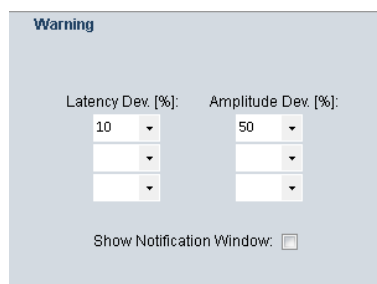 Warning
Latency Dev. [%]: Amplitude Dev. [%]:
10 50
Show Notification Window: